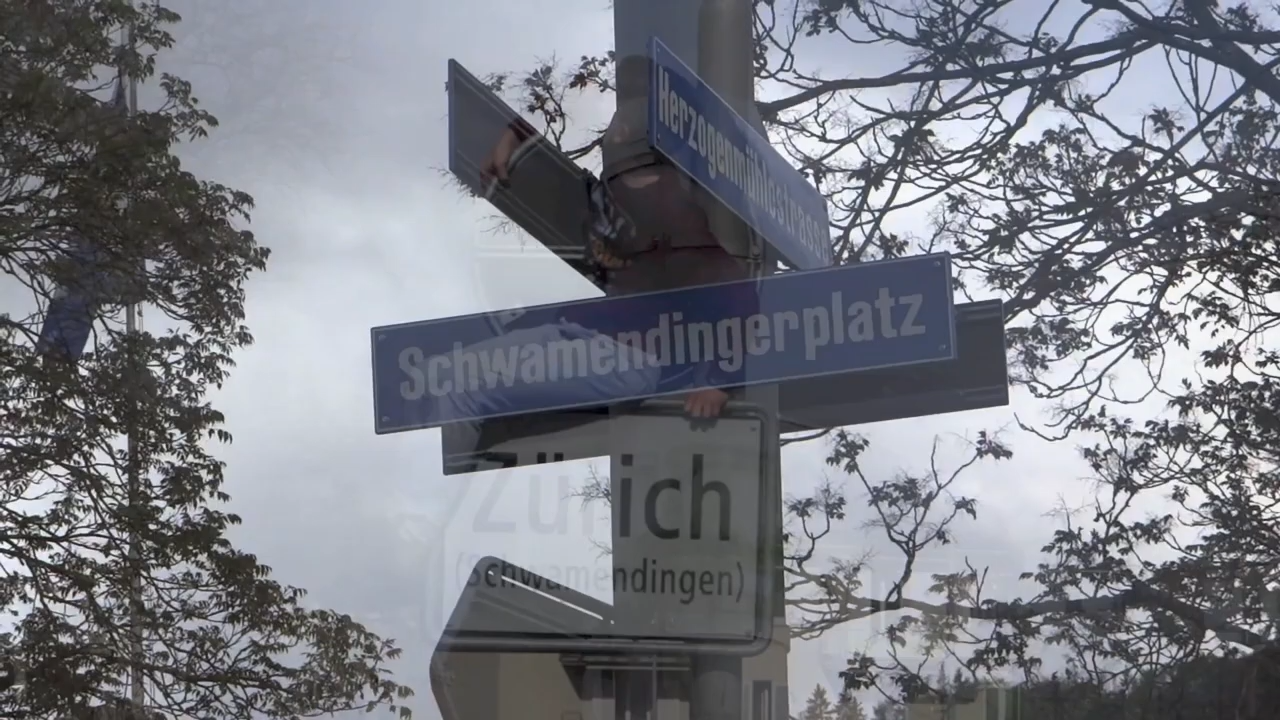 Herzogenmühlestrasse
Schwamendingerplatz
Zürich
(Schwamendingen)